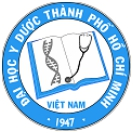 ĐẠI HỌC Y DƯỢC THÀNH PHỐ HỒ CHÍ MINH
VIỆT NAM
1947